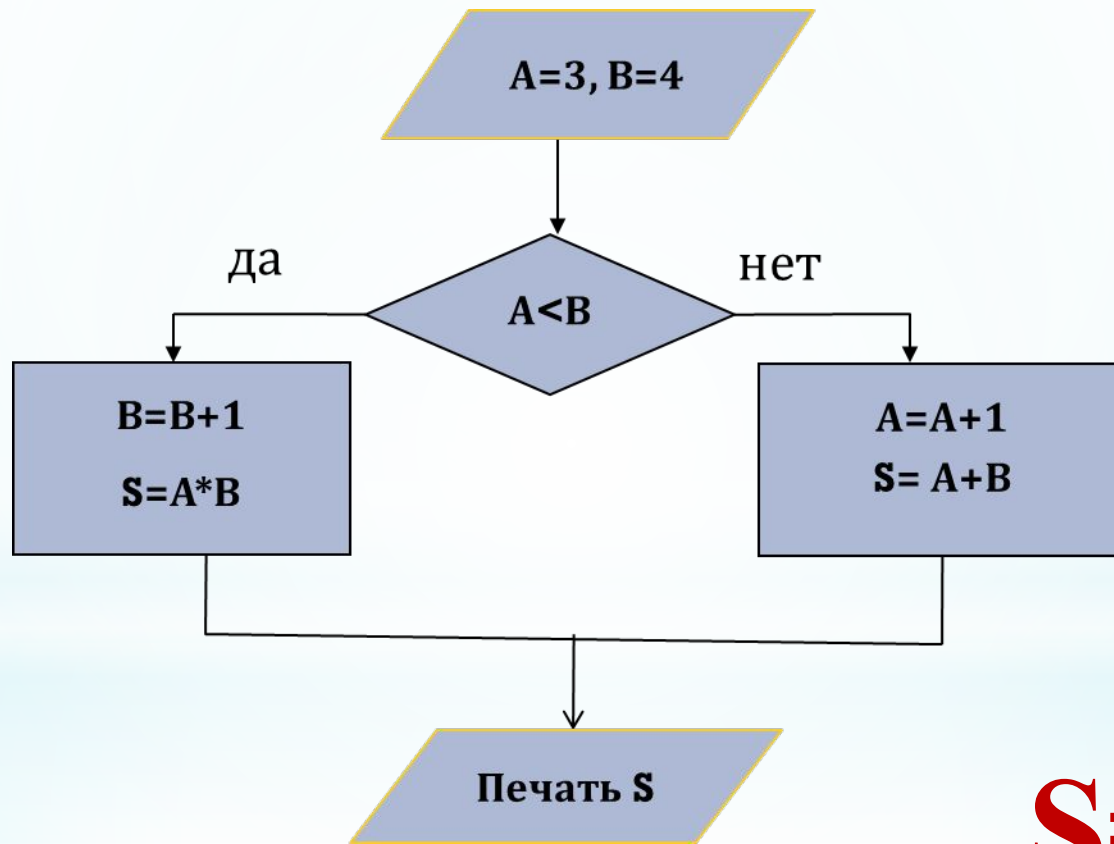 A=3, B=4
да
нет
A<B
B=B+1
S=A*B
A=A+1
S= A+B
Печать S
S